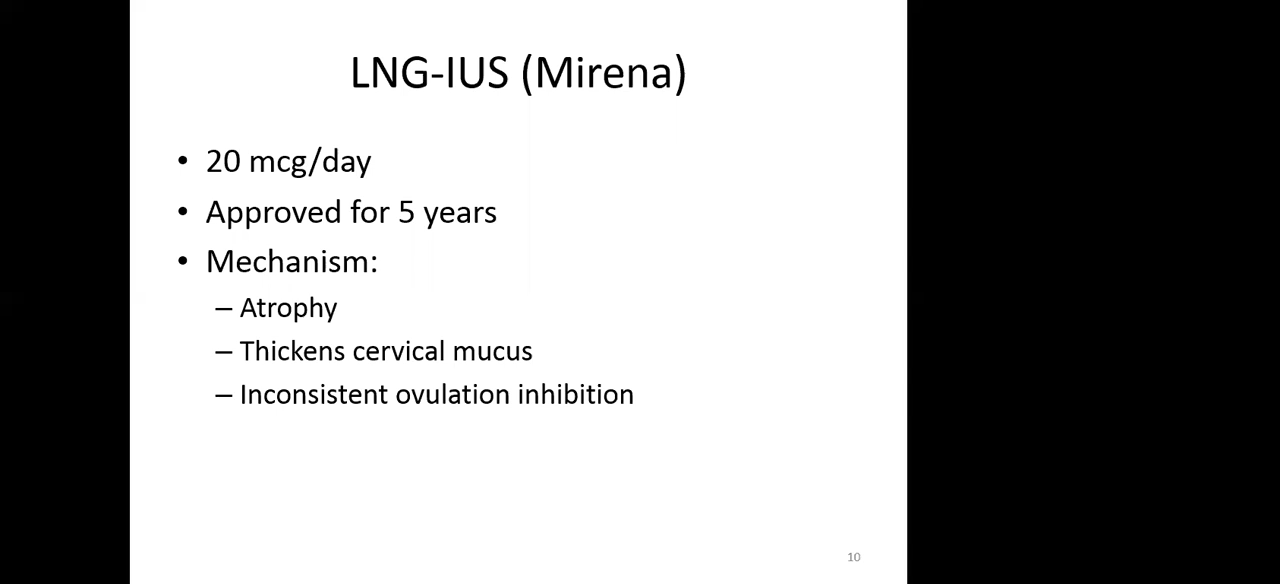 LNG-IUS (Mirena)
• 20 mcg/day
• Approved for 5 years
• Mechanism:
– Atrophy
– Thickens cervical mucus
– Inconsistent ovulation inhibition
10